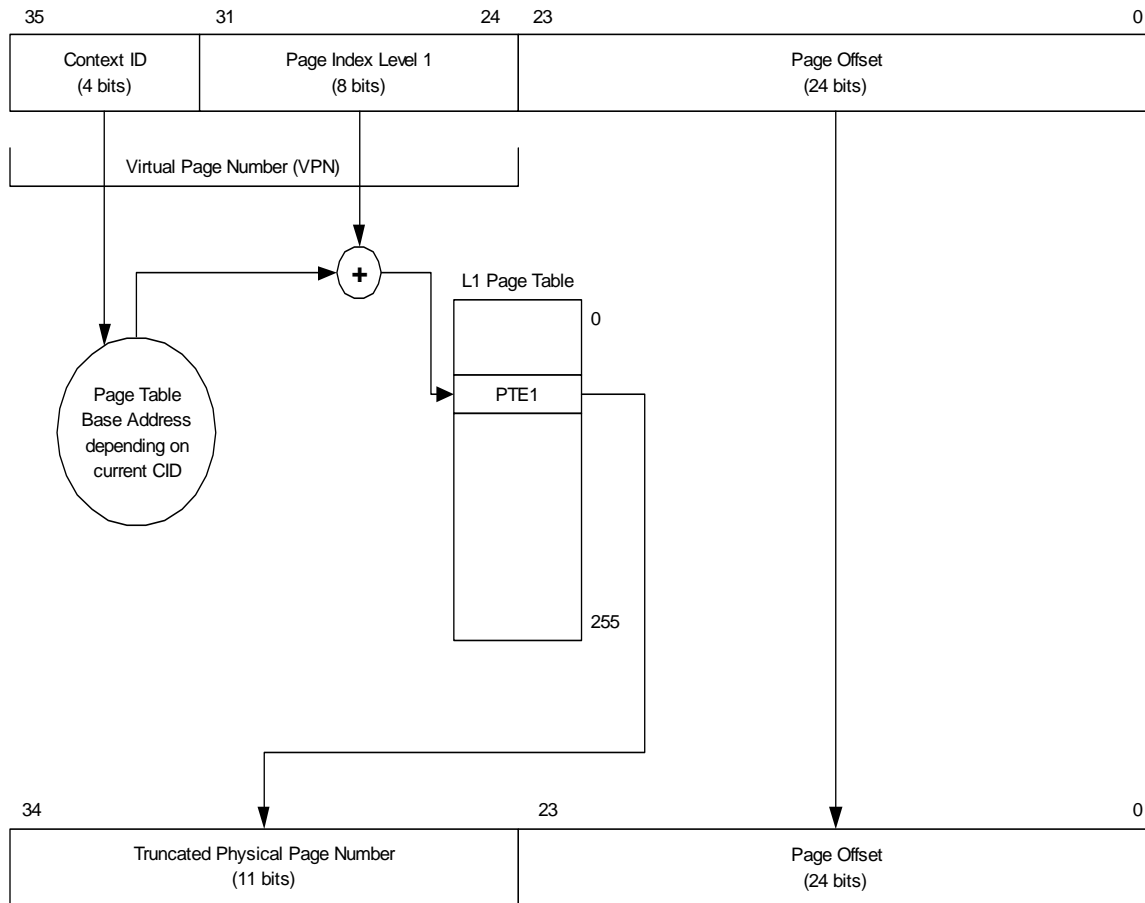 35
31
24
23
0
Context ID
(4 bits)
Page Index Level 1
(8 bits)
Page Offset
(24 bits)
Virtual Page Number (VPN)
+
L1 Page Table
0
PTE1
255
Page Table
Base Address
depending on
current CID
34
23
0
Truncated Physical Page Number
(11 bits)
Page Offset
(24 bits)